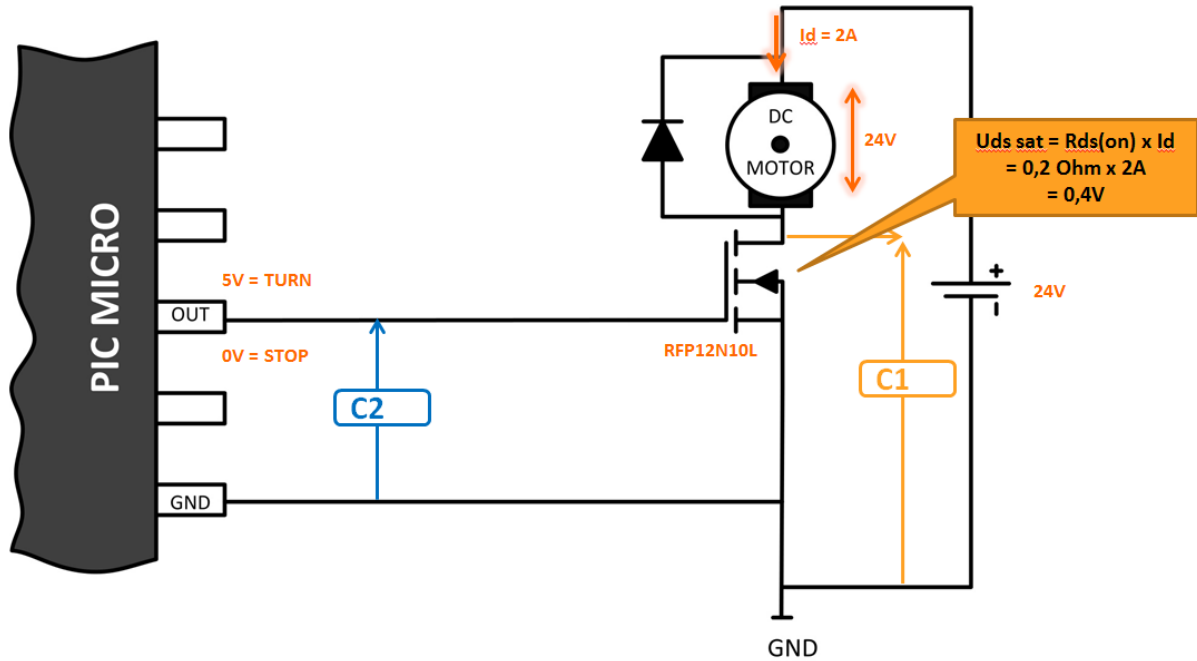 Id = 2A
DC
MOTOR
24V
Uds sat = Rds(on) x Id
= 0,2 Ohm x 2A
= 0,4V
PIC MICRO
5V = TURN
OUT
0V = STOP
RFP12N10L
+
24V
C1
C2
GND
GND